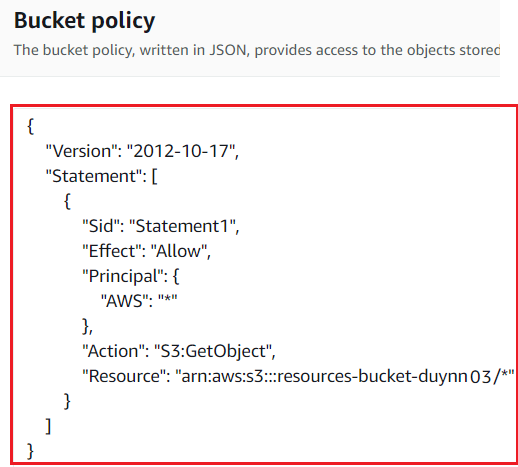 Bucket policy
The bucket policy, written in JSON, provides access to the objects stored
{
"Version": "2012-10-17",
"Statement": [
{
"Sid": "Statement1",
"Effect": "Allow",
"Principal": {
"AWS": "*"
},
"Action": "S3:GetObject",
"Resource": "arn:aws:s3:::resources-bucket-duynn03/*"
}
]
}